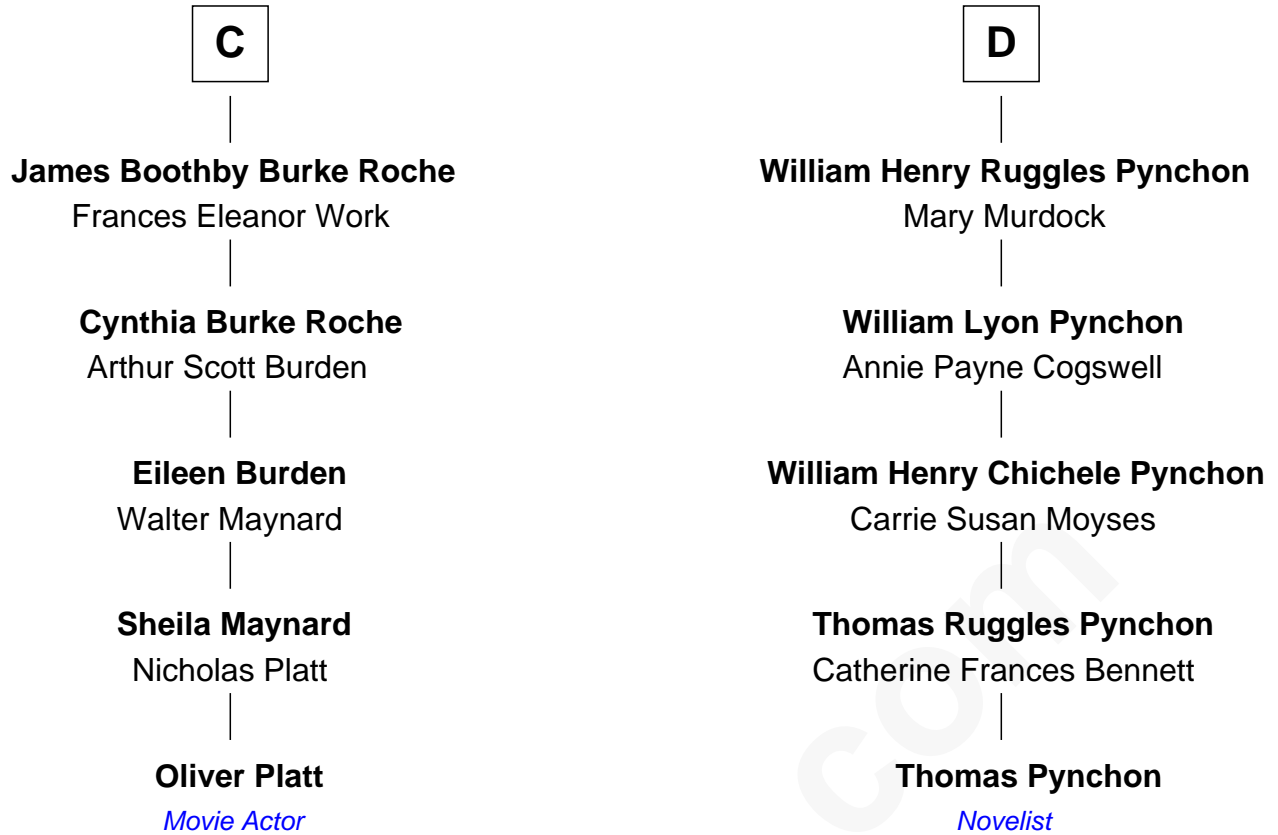 C
James Boothby Burke Roche
Frances Eleanor Work
Cynthia Burke Roche
Arthur Scott Burden
Eileen Burden
Walter Maynard
Sheila Maynard
Nicholas Platt
Oliver Platt
Movie Actor
D
William Henry Ruggles Pynchon
Mary Murdock
William Lyon Pynchon
Annie Payne Cogswell
William Henry Chichele Pynchon
Carrie Susan Moyses
Thomas Ruggles Pynchon
Catherine Frances Bennett
Thomas Pynchon
Novelist
com